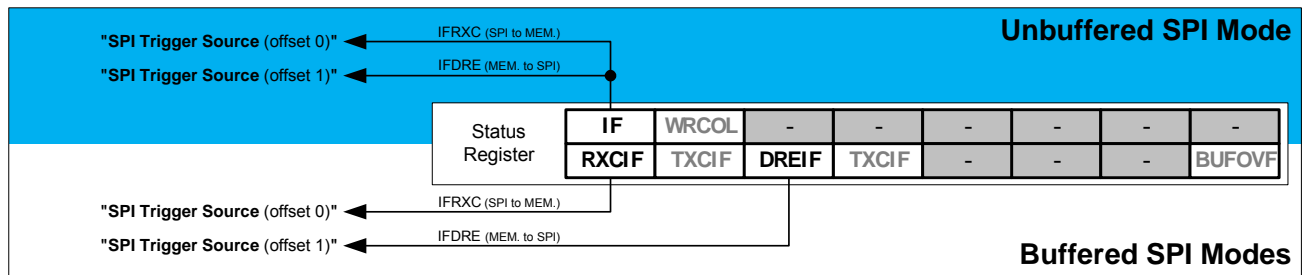 Unbuffered SPI Mode
"SPI Trigger Source (offset 0)" IFRXC (SPI to MEM.)
"SPI Trigger Source (offset 1)" IFDRE (MEM. to SPI)
Status
Register
IF WRCOL - - - - - -
RXCIF TXCIF DREIF TXCIF - - - BUFOVF
"SPI Trigger Source (offset 0)" IFRXC (SPI to MEM.)
"SPI Trigger Source (offset 1)" IFDRE (MEM. to SPI)
Buffered SPI Modes